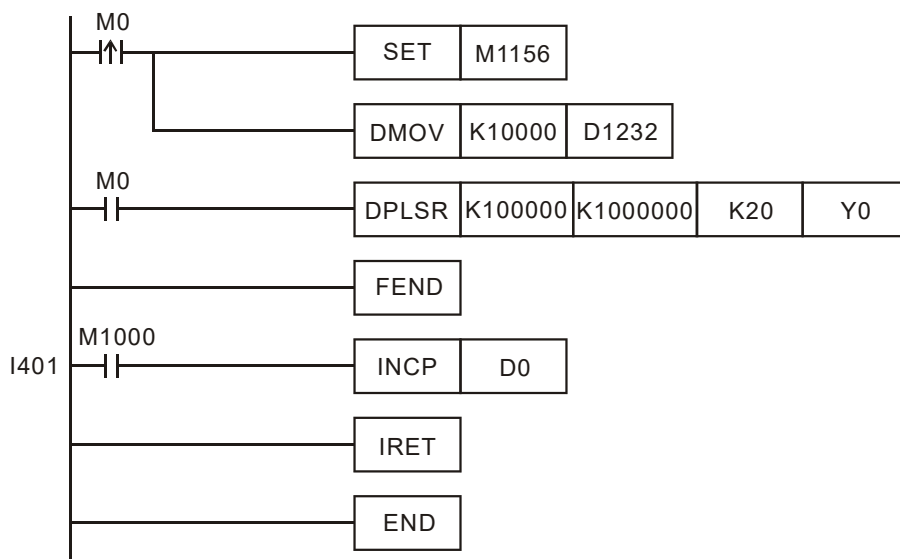 M0
SET M1156
DMOV K10000 D1232
M0
DPLSR K100000 K1000000 K20 Y0
FEND
M1000
I401 INCP D0
IRET
END